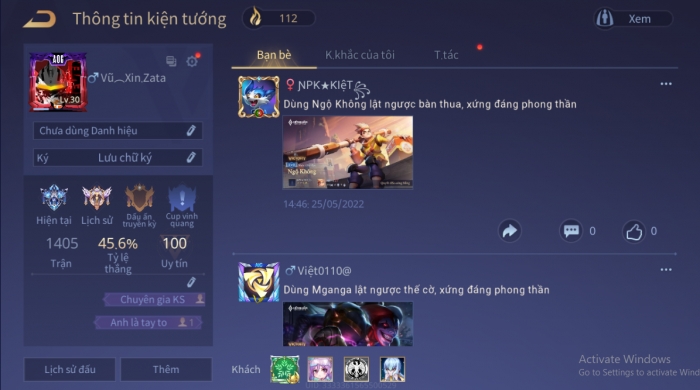 Thông tin kiện tướng
112
Xem
Bạn bè
K.khắc của tôi
T.tác
Vũ︵Xin,Zata
Lv.30
Chưa dùng Danh hiệu
Ký
Lưu chữ ký
Hiện tại
Lịch sử
Dấu ấn truyền kỳ
Cup vinh quang
1405
45.6%
100
Trận
Tỷ lệ thắng
Uy tín
Chuyên gia KS
Anh là tay to 1
Lịch sử đấu
Thêm
ƝPK★KIệT
Dùng Ngộ Không lật ngược bàn thua, xứng đáng phong thần
Ngộ Không
14:46: 25/05/2022
0
0
Việt0110@
Dùng Mganga lật ngược thế cờ, xứng đáng phong thần
Khách
Activate Windows
Go to Settings to activate Wind